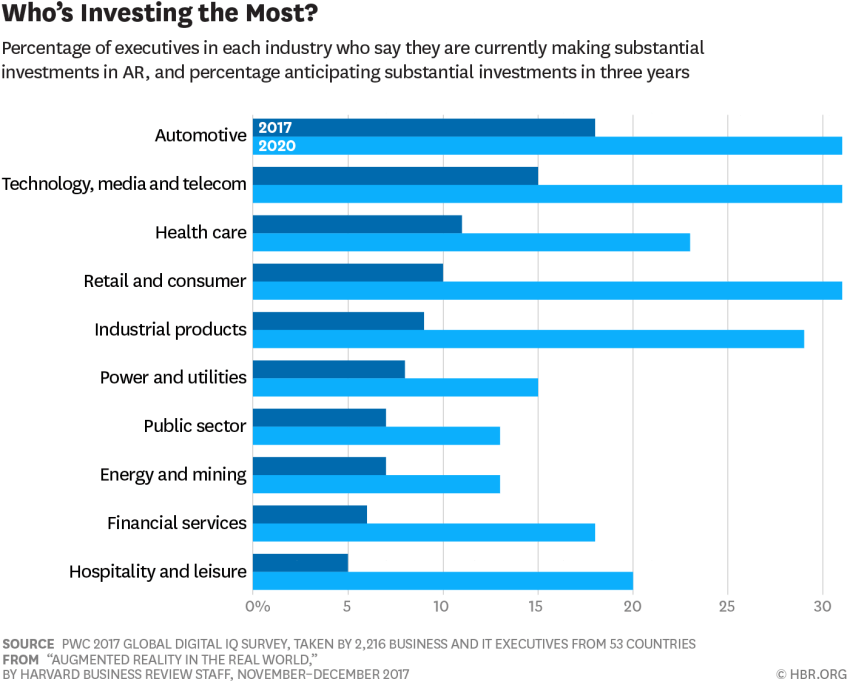 Who’s Investing the Most?
Percentage of executives in each industry who say they are currently making substantial
investments in AR, and percentage anticipating substantial investments in three years
Automotive
2017
2020
Technology, media and telecom
Health care
Retail and consumer
Industrial products
Power and utilities
Public sector
Energy and mining
Financial services
Hospitality and leisure
0% 5 10 15 20 25 30
SOURCE PWC 2017 GLOBAL DIGITAL IQ SURVEY, TAKEN BY 2,216 BUSINESS AND IT EXECUTIVES FROM 53 COUNTRIES
FROM “AUGMENTED REALITY IN THE REAL WORLD,”
BY HARVARD BUSINESS REVIEW STAFF, NOVEMBER–DECEMBER 2017
© HBR.ORG